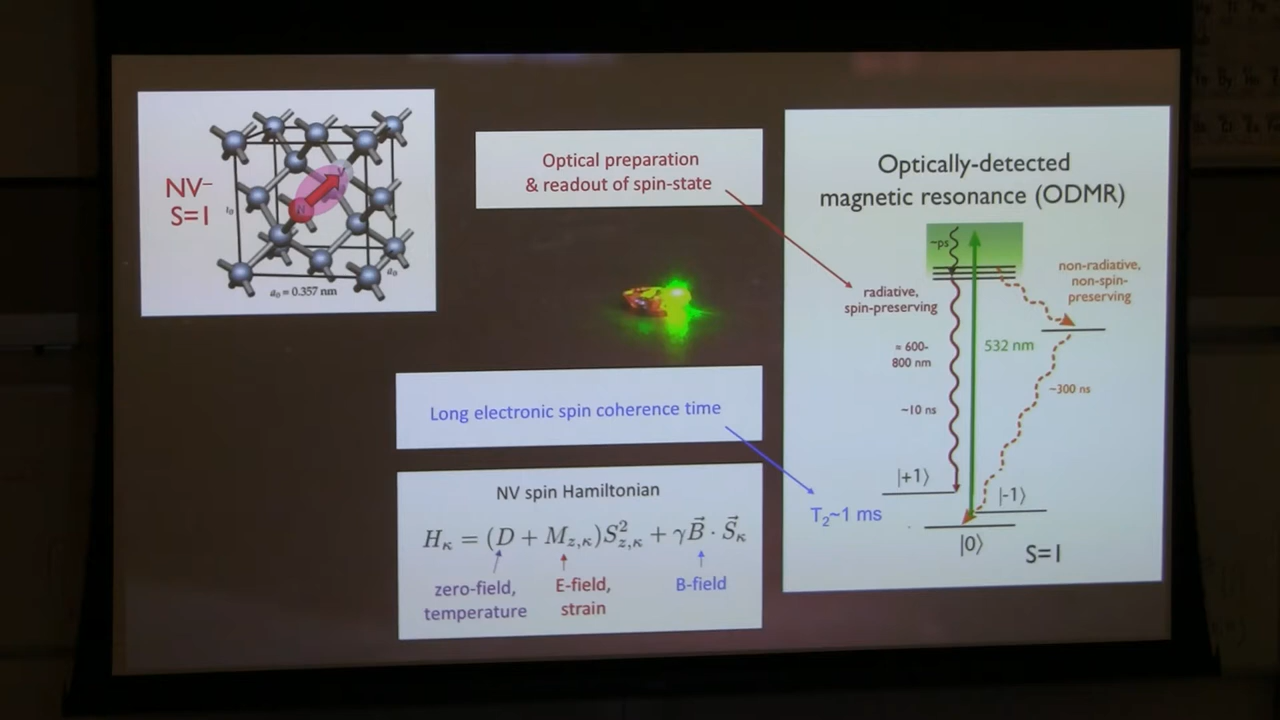 NV⁻
S=1
V
N
a₀
a₀ = 0.357 nm
Optical preparation
& readout of spin-state
Long electronic spin coherence time
NV spin Hamiltonian
H_κ = (D + M_{z,κ})S²_{z,κ} + γB⃗ · S⃗_κ
zero-field,
temperature
E-field,
strain
B-field
Optically-detected
magnetic resonance (ODMR)
~ps
non-radiative,
non-spin-
preserving
radiative,
spin-preserving
≈ 600-
800 nm
532 nm
~300 ns
~10 ns
|+1⟩
|-1⟩
T₂~1 ms
|0⟩
S=1